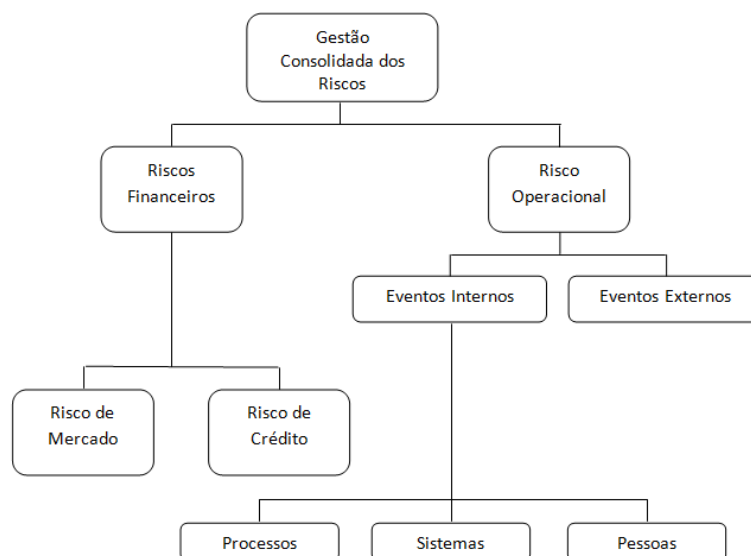 Gestão
Consolidada dos
Riscos
Riscos
Financeiros
Risco
Operacional
Eventos Internos
Eventos Externos
Risco de
Mercado
Risco de
Crédito
Processos
Sistemas
Pessoas